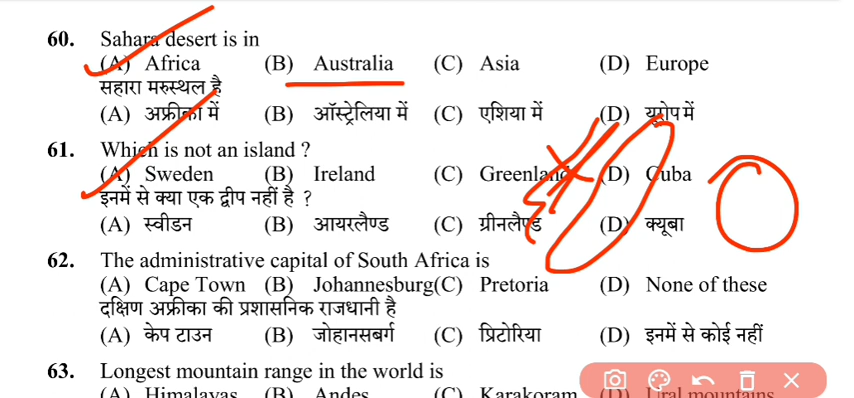 60. Sahara desert is in
(A) Africa (B) Australia (C) Asia (D) Europe
सहारा मरुस्थल है
(A) अफ्रीका में (B) ऑस्ट्रेलिया में (C) एशिया में (D) यूरोप में
61. Which is not an island ?
(A) Sweden (B) Ireland (C) Greenland (D) Cuba
इनमें से क्या एक द्वीप नहीं है ?
(A) स्वीडन (B) आयरलैण्ड (C) ग्रीनलैण्ड (D) क्यूबा
62. The administrative capital of South Africa is
(A) Cape Town (B) Johannesburg (C) Pretoria (D) None of these
दक्षिण अफ्रीका की प्रशासनिक राजधानी है
(A) केप टाउन (B) जोहानसबर्ग (C) प्रिटोरिया (D) इनमें से कोई नहीं
63. Longest mountain range in the world is
(A) Himalayas (B) Andes (C) Karakoram (D) Ural mountains